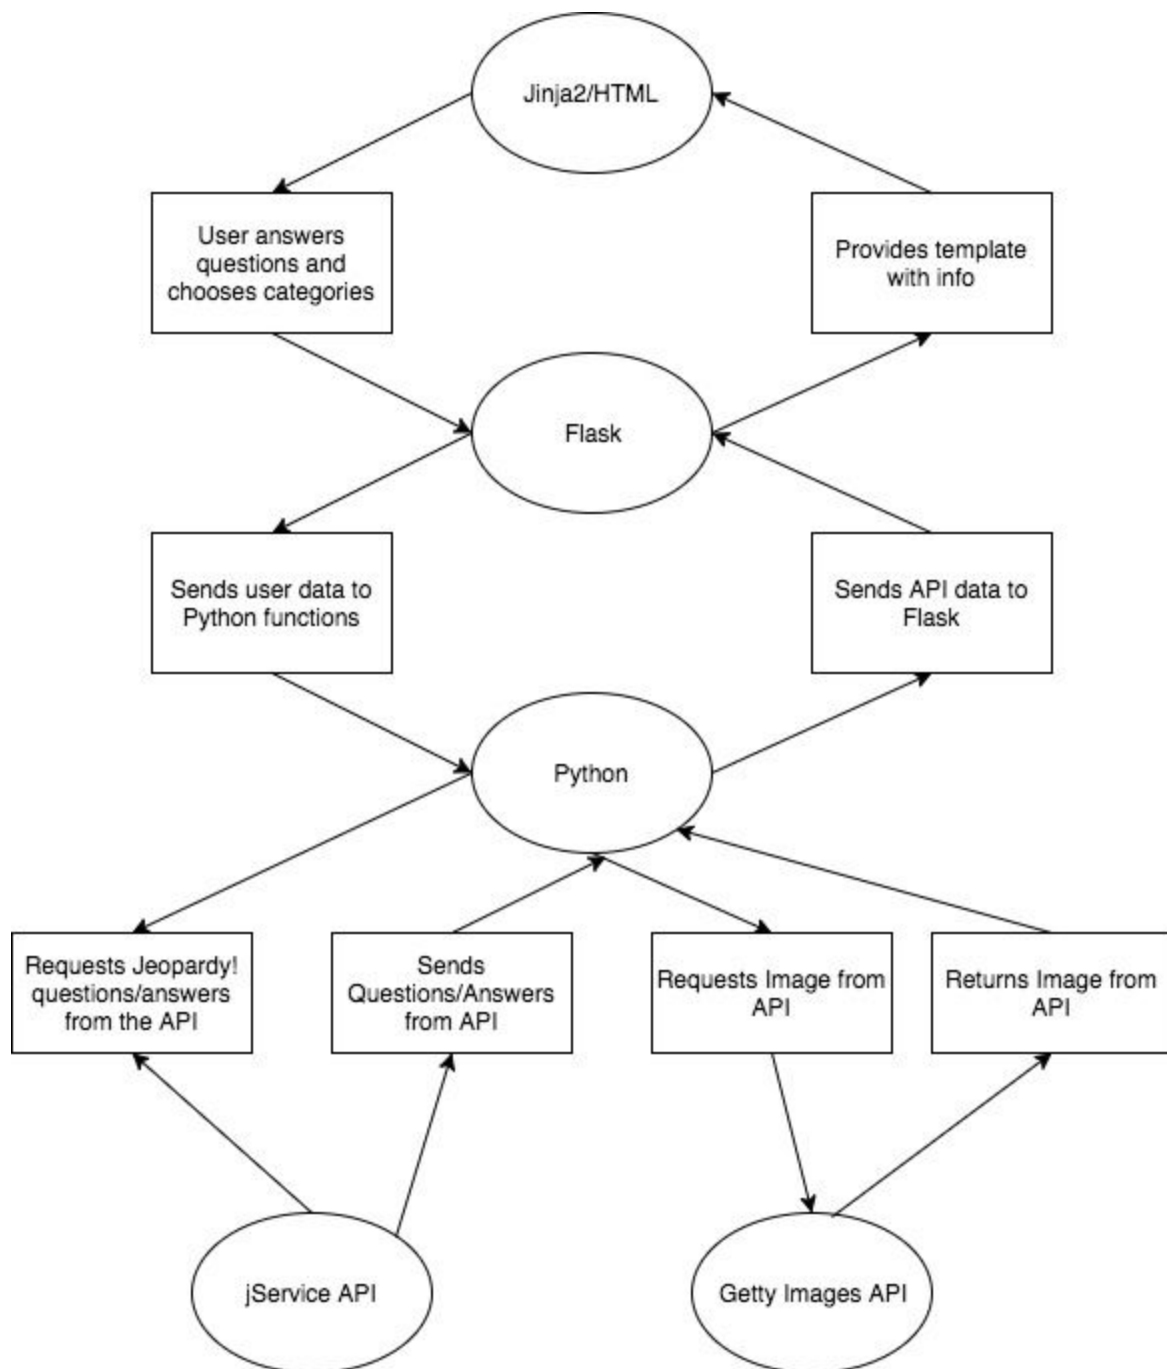 Jinja2/HTML
User answers
questions and
chooses categories
Provides template
with info
Flask
Sends user data to
Python functions
Sends API data to
Flask
Python
Requests Jeopardy!
questions/answers
from the API
Sends
Questions/Answers
from API
Requests Image from
API
Returns Image from
API
jService API
Getty Images API